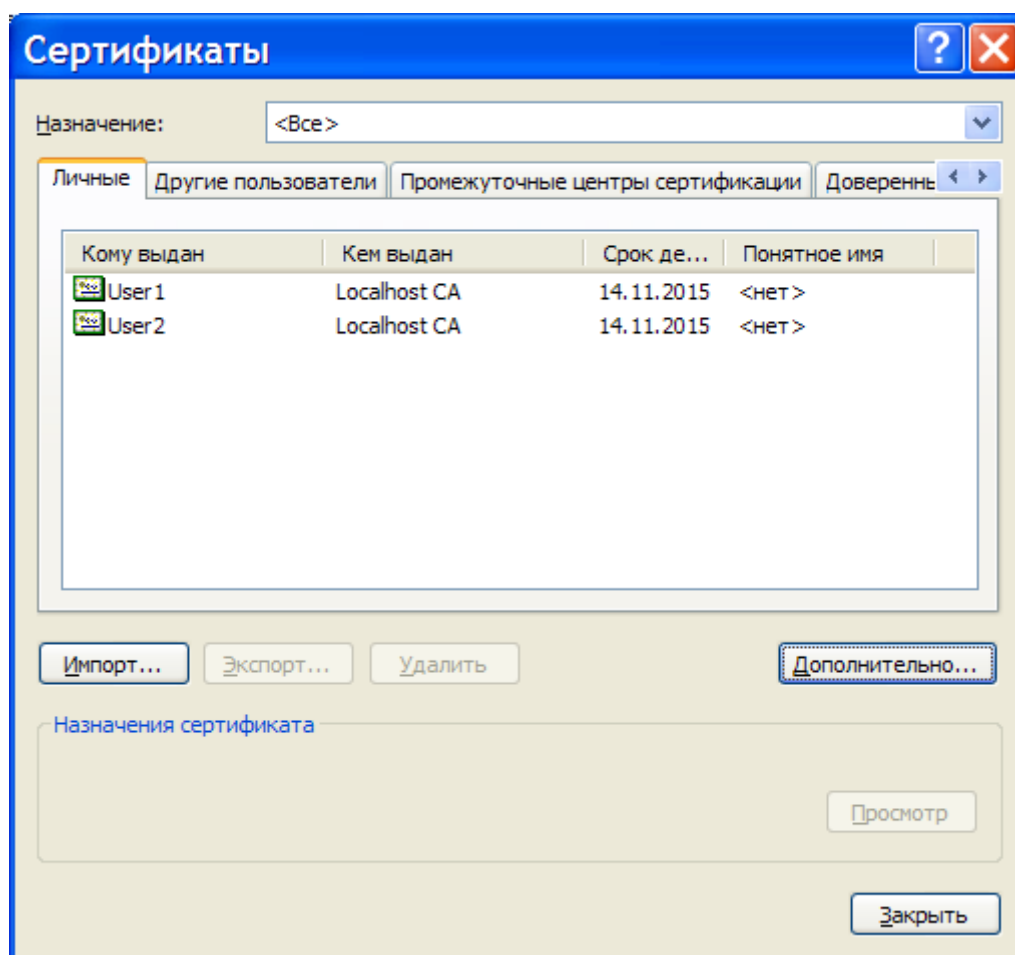 Сертификаты
Назначение: <Все>
Личные Другие пользователи Промежуточные центры сертификации Доверенны
Кому выдан Кем выдан Срок де... Понятное имя
User1 Localhost CA 14.11.2015 <нет>
User2 Localhost CA 14.11.2015 <нет>
Импорт... Экспорт... Удалить Дополнительно...
Назначения сертификата
Просмотр
Закрыть